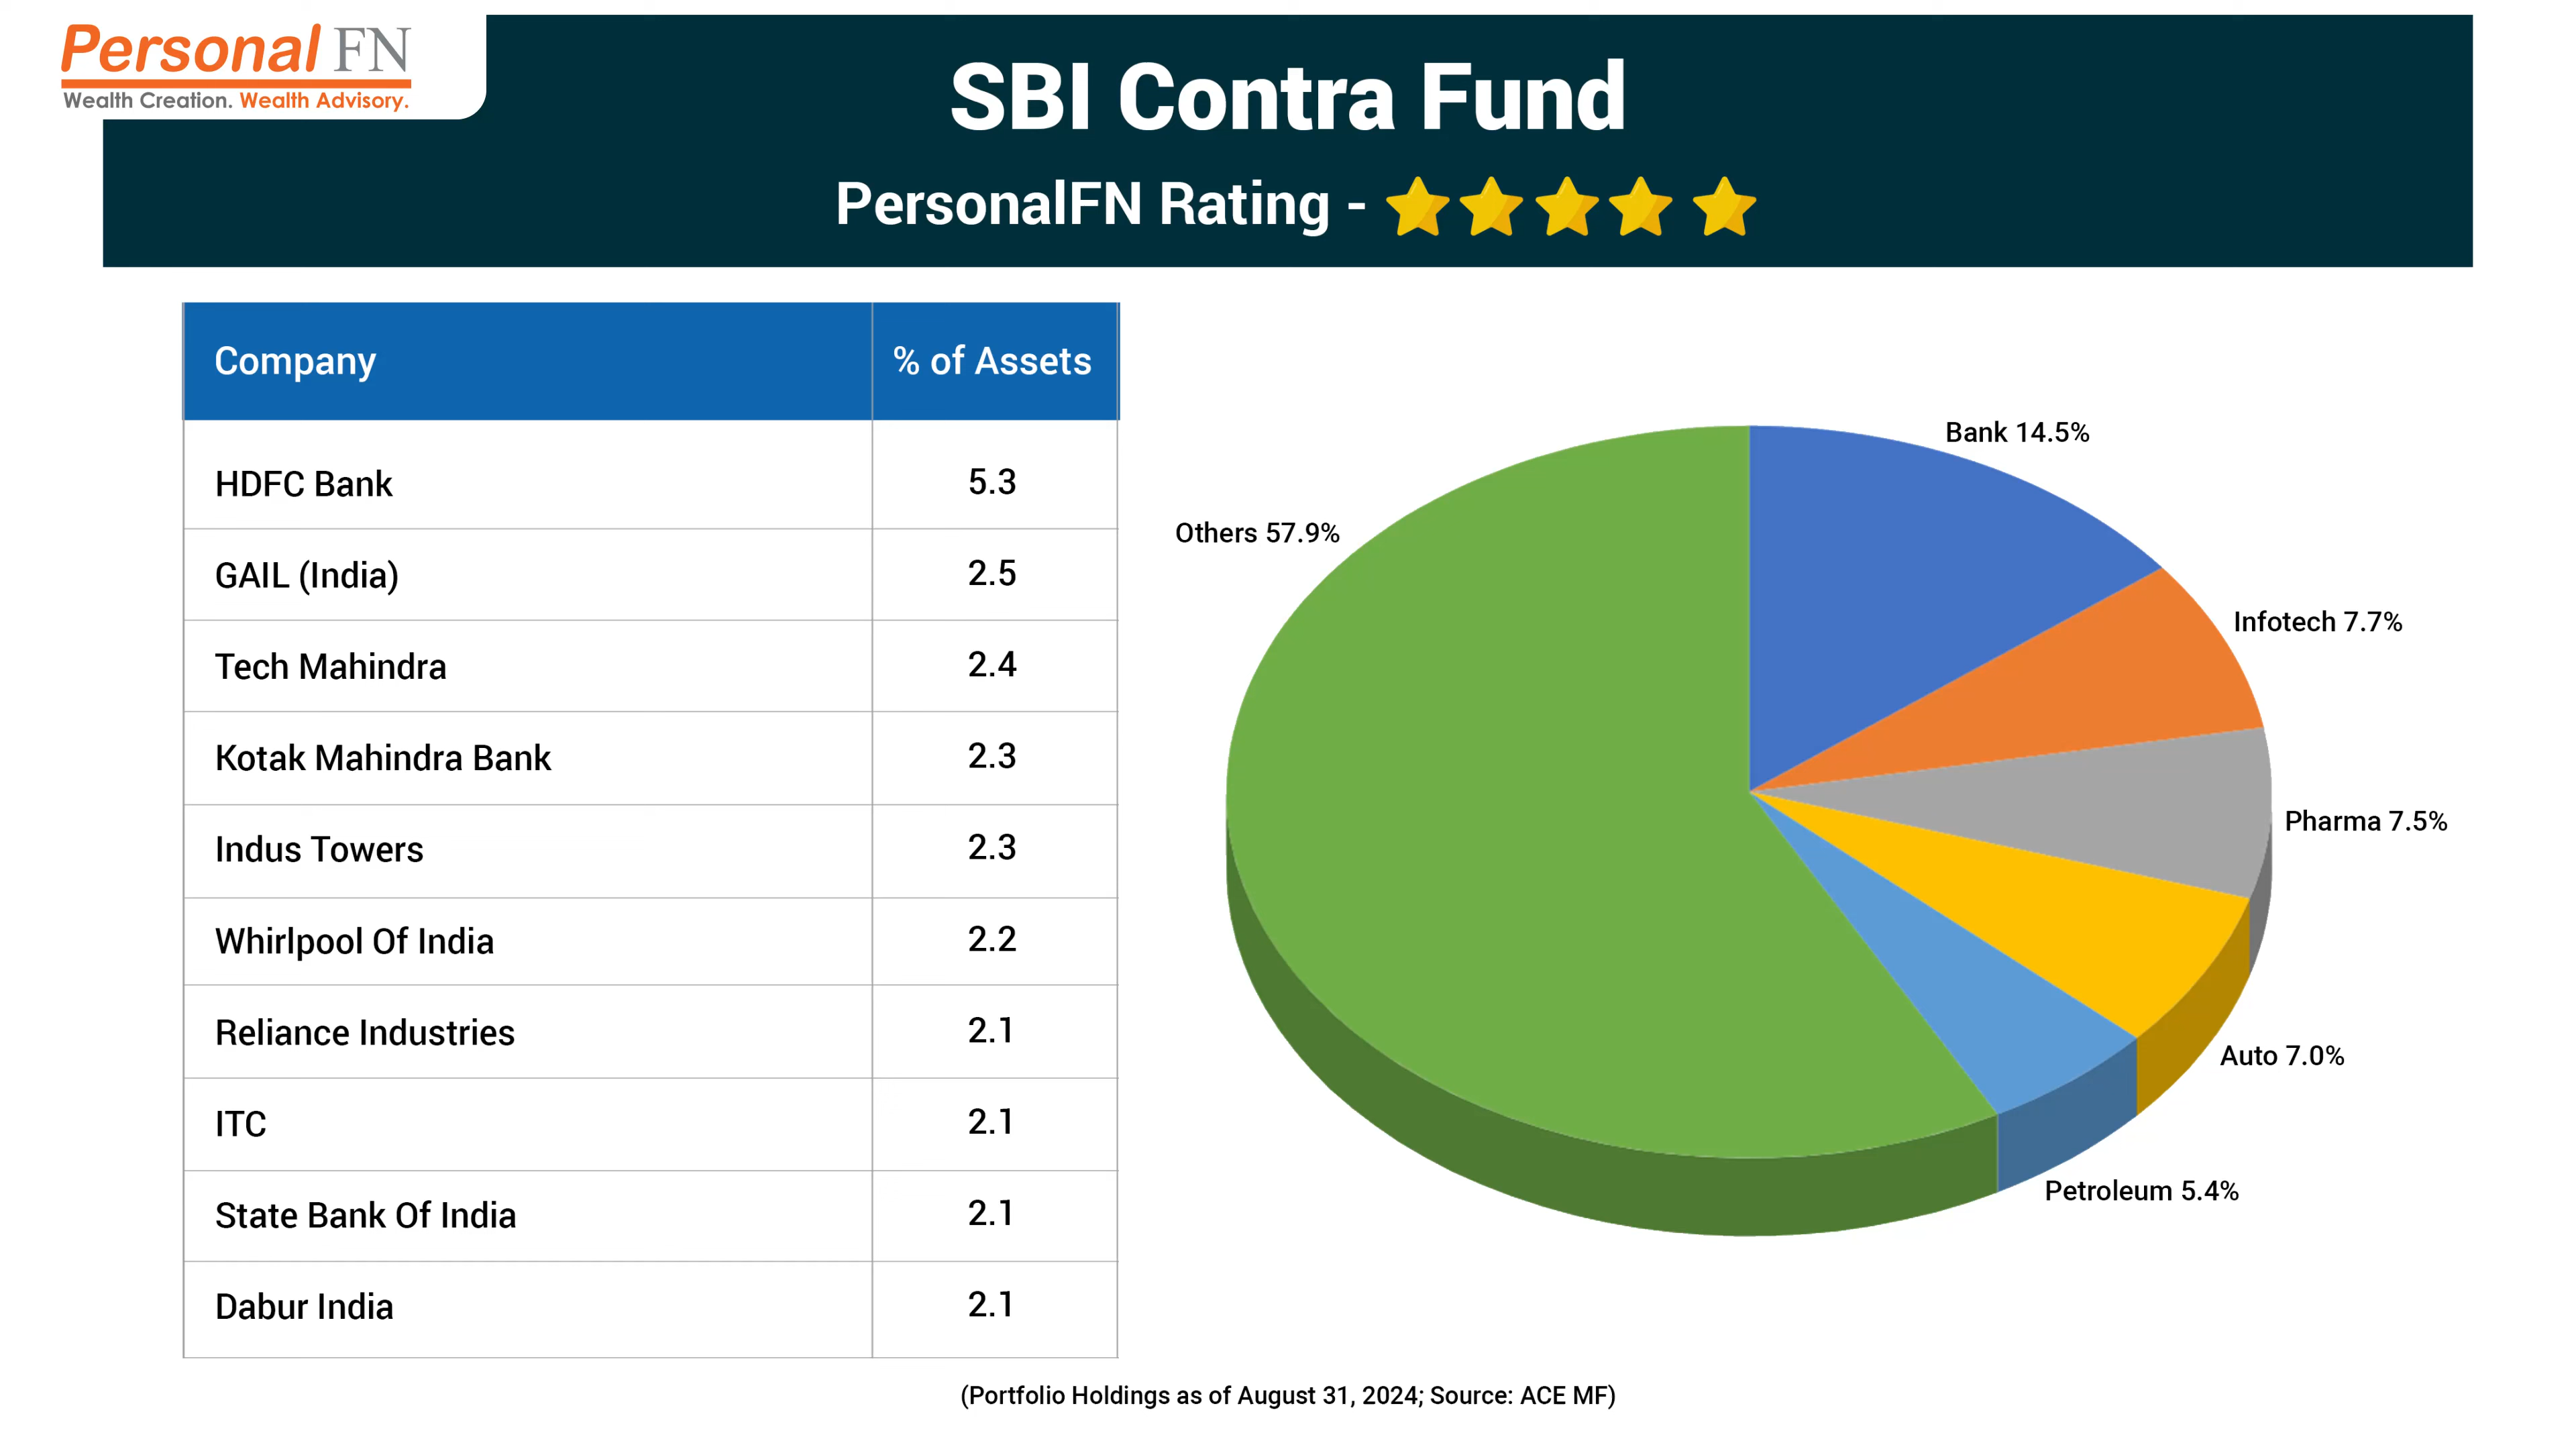 Personal FN
Wealth Creation. Wealth Advisory.
SBI Contra Fund
PersonalFN Rating -
Company % of Assets
HDFC Bank 5.3
GAIL (India) 2.5
Tech Mahindra 2.4
Kotak Mahindra Bank 2.3
Indus Towers 2.3
Whirlpool Of India 2.2
Reliance Industries 2.1
ITC 2.1
State Bank Of India 2.1
Dabur India 2.1
Bank 14.5%
Others 57.9%
Infotech 7.7%
Pharma 7.5%
Auto 7.0%
Petroleum 5.4%
(Portfolio Holdings as of August 31, 2024; Source: ACE MF)